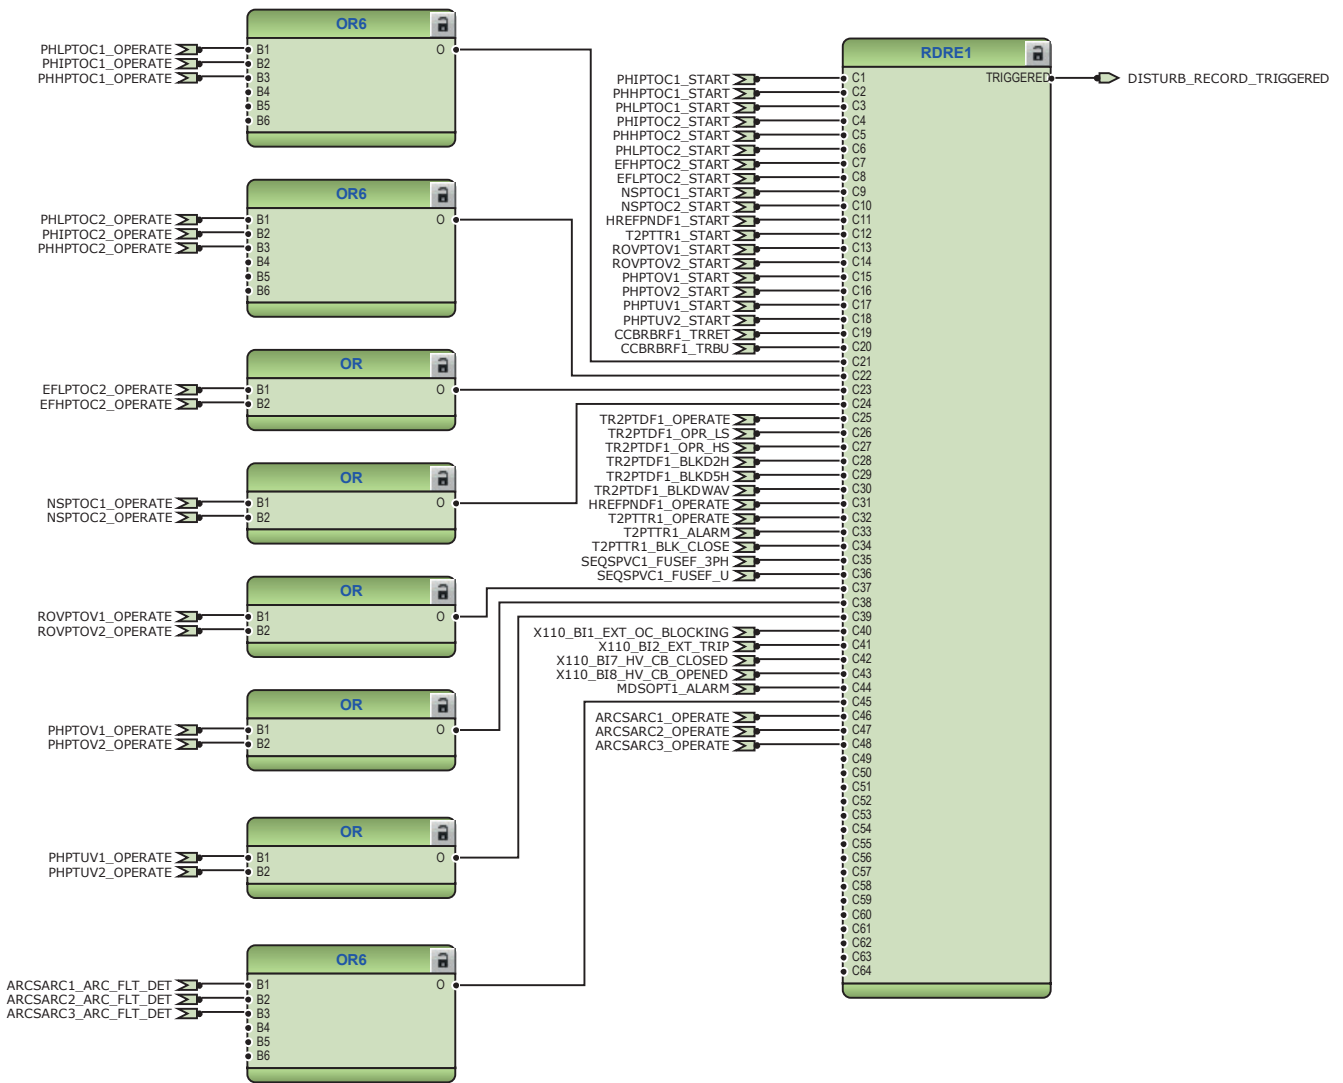 OR6
PHLPTOC1_OPERATE B1 O
PHIPTOC1_OPERATE B2
PHHPTOC1_OPERATE B3
B4
B5
B6
OR6
PHLPTOC2_OPERATE B1 O
PHIPTOC2_OPERATE B2
PHHPTOC2_OPERATE B3
B4
B5
B6
OR
EFLPTOC2_OPERATE B1 O
EFHPTOC2_OPERATE B2
OR
NSPTOC1_OPERATE B1 O
NSPTOC2_OPERATE B2
OR
ROVPTOV1_OPERATE B1 O
ROVPTOV2_OPERATE B2
OR
PHPTOV1_OPERATE B1 O
PHPTOV2_OPERATE B2
OR
PHPTUV1_OPERATE B1 O
PHPTUV2_OPERATE B2
OR6
ARCSARC1_ARC_FLT_DET B1 O
ARCSARC2_ARC_FLT_DET B2
ARCSARC3_ARC_FLT_DET B3
B4
B5
B6
RDRE1
PHIPTOC1_START C1 TRIGGERED DISTURB_RECORD_TRIGGERED
PHHPTOC1_START C2
PHLPTOC1_START C3
PHIPTOC2_START C4
PHHPTOC2_START C5
PHLPTOC2_START C6
EFHPTOC2_START C7
EFLPTOC2_START C8
NSPTOC1_START C9
NSPTOC2_START C10
HREFPNDF1_START C11
T2PTTR1_START C12
ROVPTOV1_START C13
ROVPTOV2_START C14
PHPTOV1_START C15
PHPTOV2_START C16
PHPTUV1_START C17
PHPTUV2_START C18
CCBRBRF1_TRRET C19
CCBRBRF1_TRBU C20
C21
C22
C23
C24
TR2PTDF1_OPERATE C25
TR2PTDF1_OPR_LS C26
TR2PTDF1_OPR_HS C27
TR2PTDF1_BLKD2H C28
TR2PTDF1_BLKD5H C29
TR2PTDF1_BLKDWAV C30
HREFPNDF1_OPERATE C31
T2PTTR1_OPERATE C32
T2PTTR1_ALARM C33
T2PTTR1_BLK_CLOSE C34
SEQSPVC1_FUSEF_3PH C35
SEQSPVC1_FUSEF_U C36
C37
C38
C39
X110_BI1_EXT_OC_BLOCKING C40
X110_BI2_EXT_TRIP C41
X110_BI7_HV_CB_CLOSED C42
X110_BI8_HV_CB_OPENED C43
MDSOPT1_ALARM C44
C45
ARCSARC1_OPERATE C46
ARCSARC2_OPERATE C47
ARCSARC3_OPERATE C48
C49
C50
C51
C52
C53
C54
C55
C56
C57
C58
C59
C60
C61
C62
C63
C64